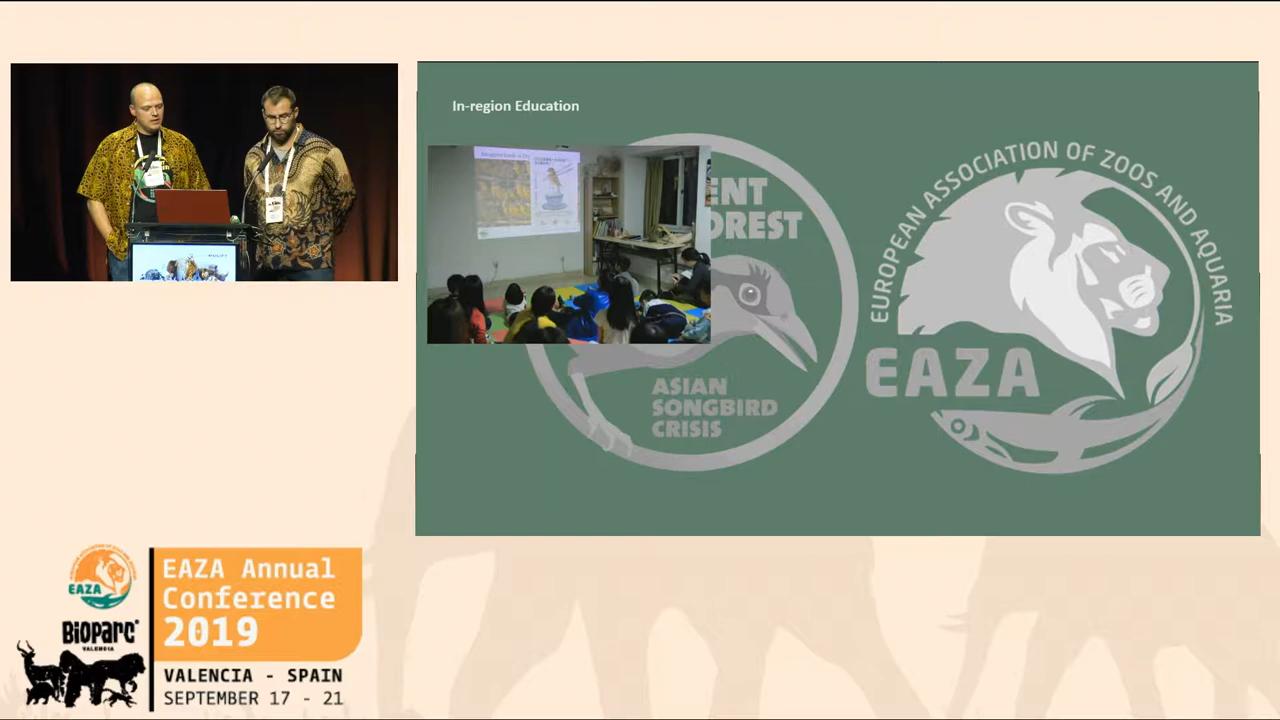 In-region Education
ENT
OREST
ASIAN
SONGBIRD
CRISIS
EUROPEAN ASSOCIATION OF ZOOS AND AQUARIA
EAZA
EAZA
BIOPARC
VALENCIA
EAZA Annual
Conference
2019
VALENCIA - SPAIN
SEPTEMBER 17 - 21